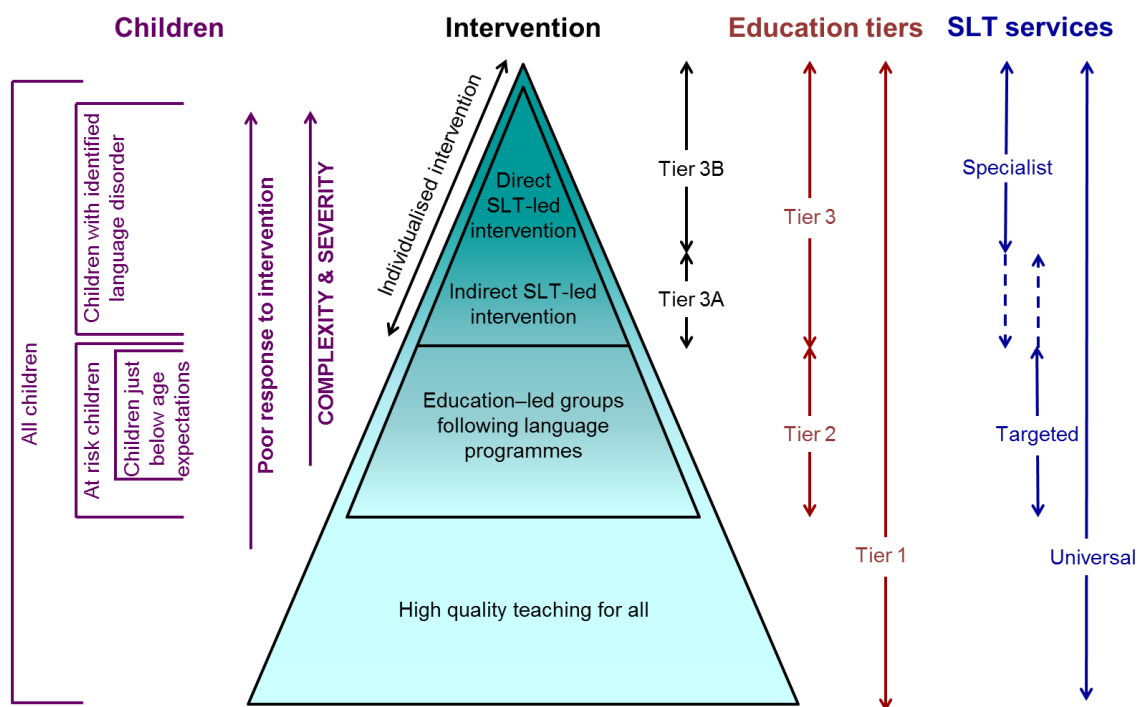 Children
Intervention
Education tiers
SLT services
All children
Children with identified
language disorder
At risk children
Children just
below age
expectations
Poor response to intervention
COMPLEXITY & SEVERITY
Individualised intervention
Direct
SLT-led
intervention
Indirect SLT-led
intervention
Education–led groups
following language
programmes
High quality teaching for all
Tier 3B
Tier 3A
Tier 3
Tier 2
Tier 1
Specialist
Targeted
Universal